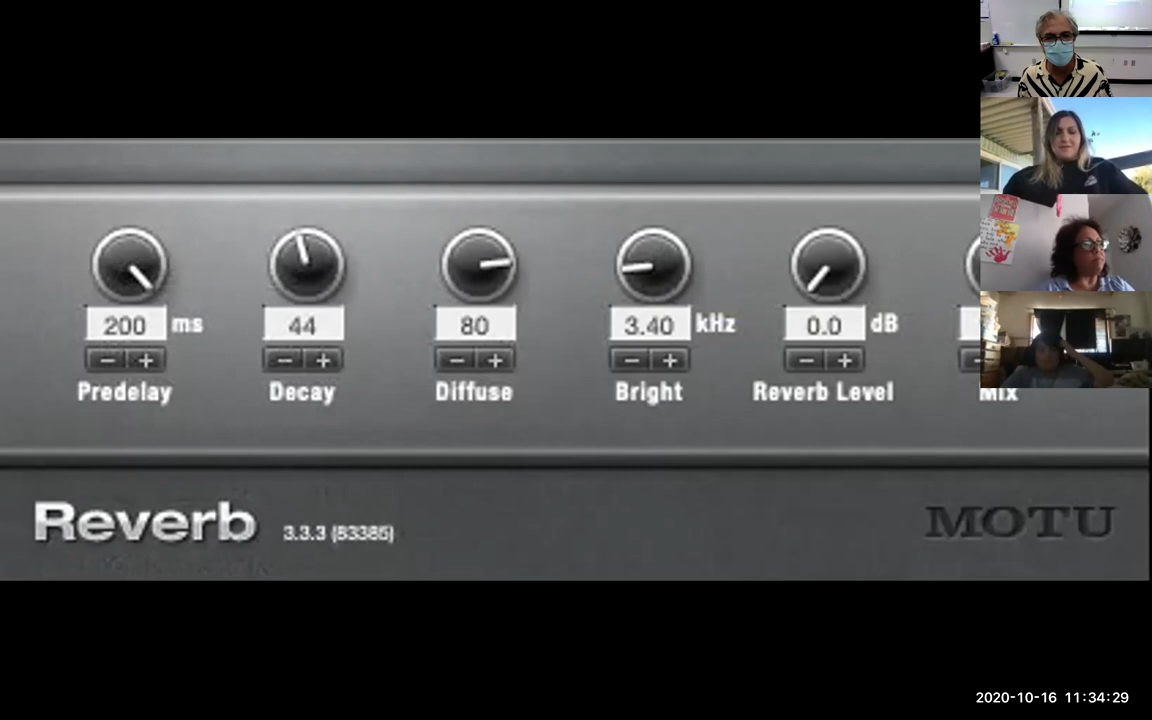 200 ms
44
80
3.40 kHz
0.0 dB
Predelay
Decay
Diffuse
Bright
Reverb Level
Mix
Reverb 3.3.3 (83385)
MOTU
2020-10-16 11:34:29